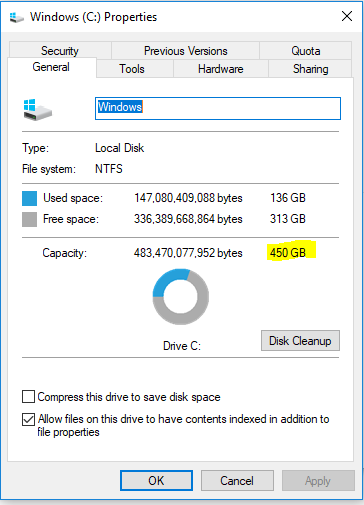 Windows (C:) Properties
Security Previous Versions Quota
General Tools Hardware Sharing
Windows
Type: Local Disk
File system: NTFS
Used space: 147,080,409,088 bytes 136 GB
Free space: 336,389,668,864 bytes 313 GB
Capacity: 483,470,077,952 bytes 450 GB
Drive C:
Disk Cleanup
Compress this drive to save disk space
Allow files on this drive to have contents indexed in addition to
file properties
OK Cancel Apply